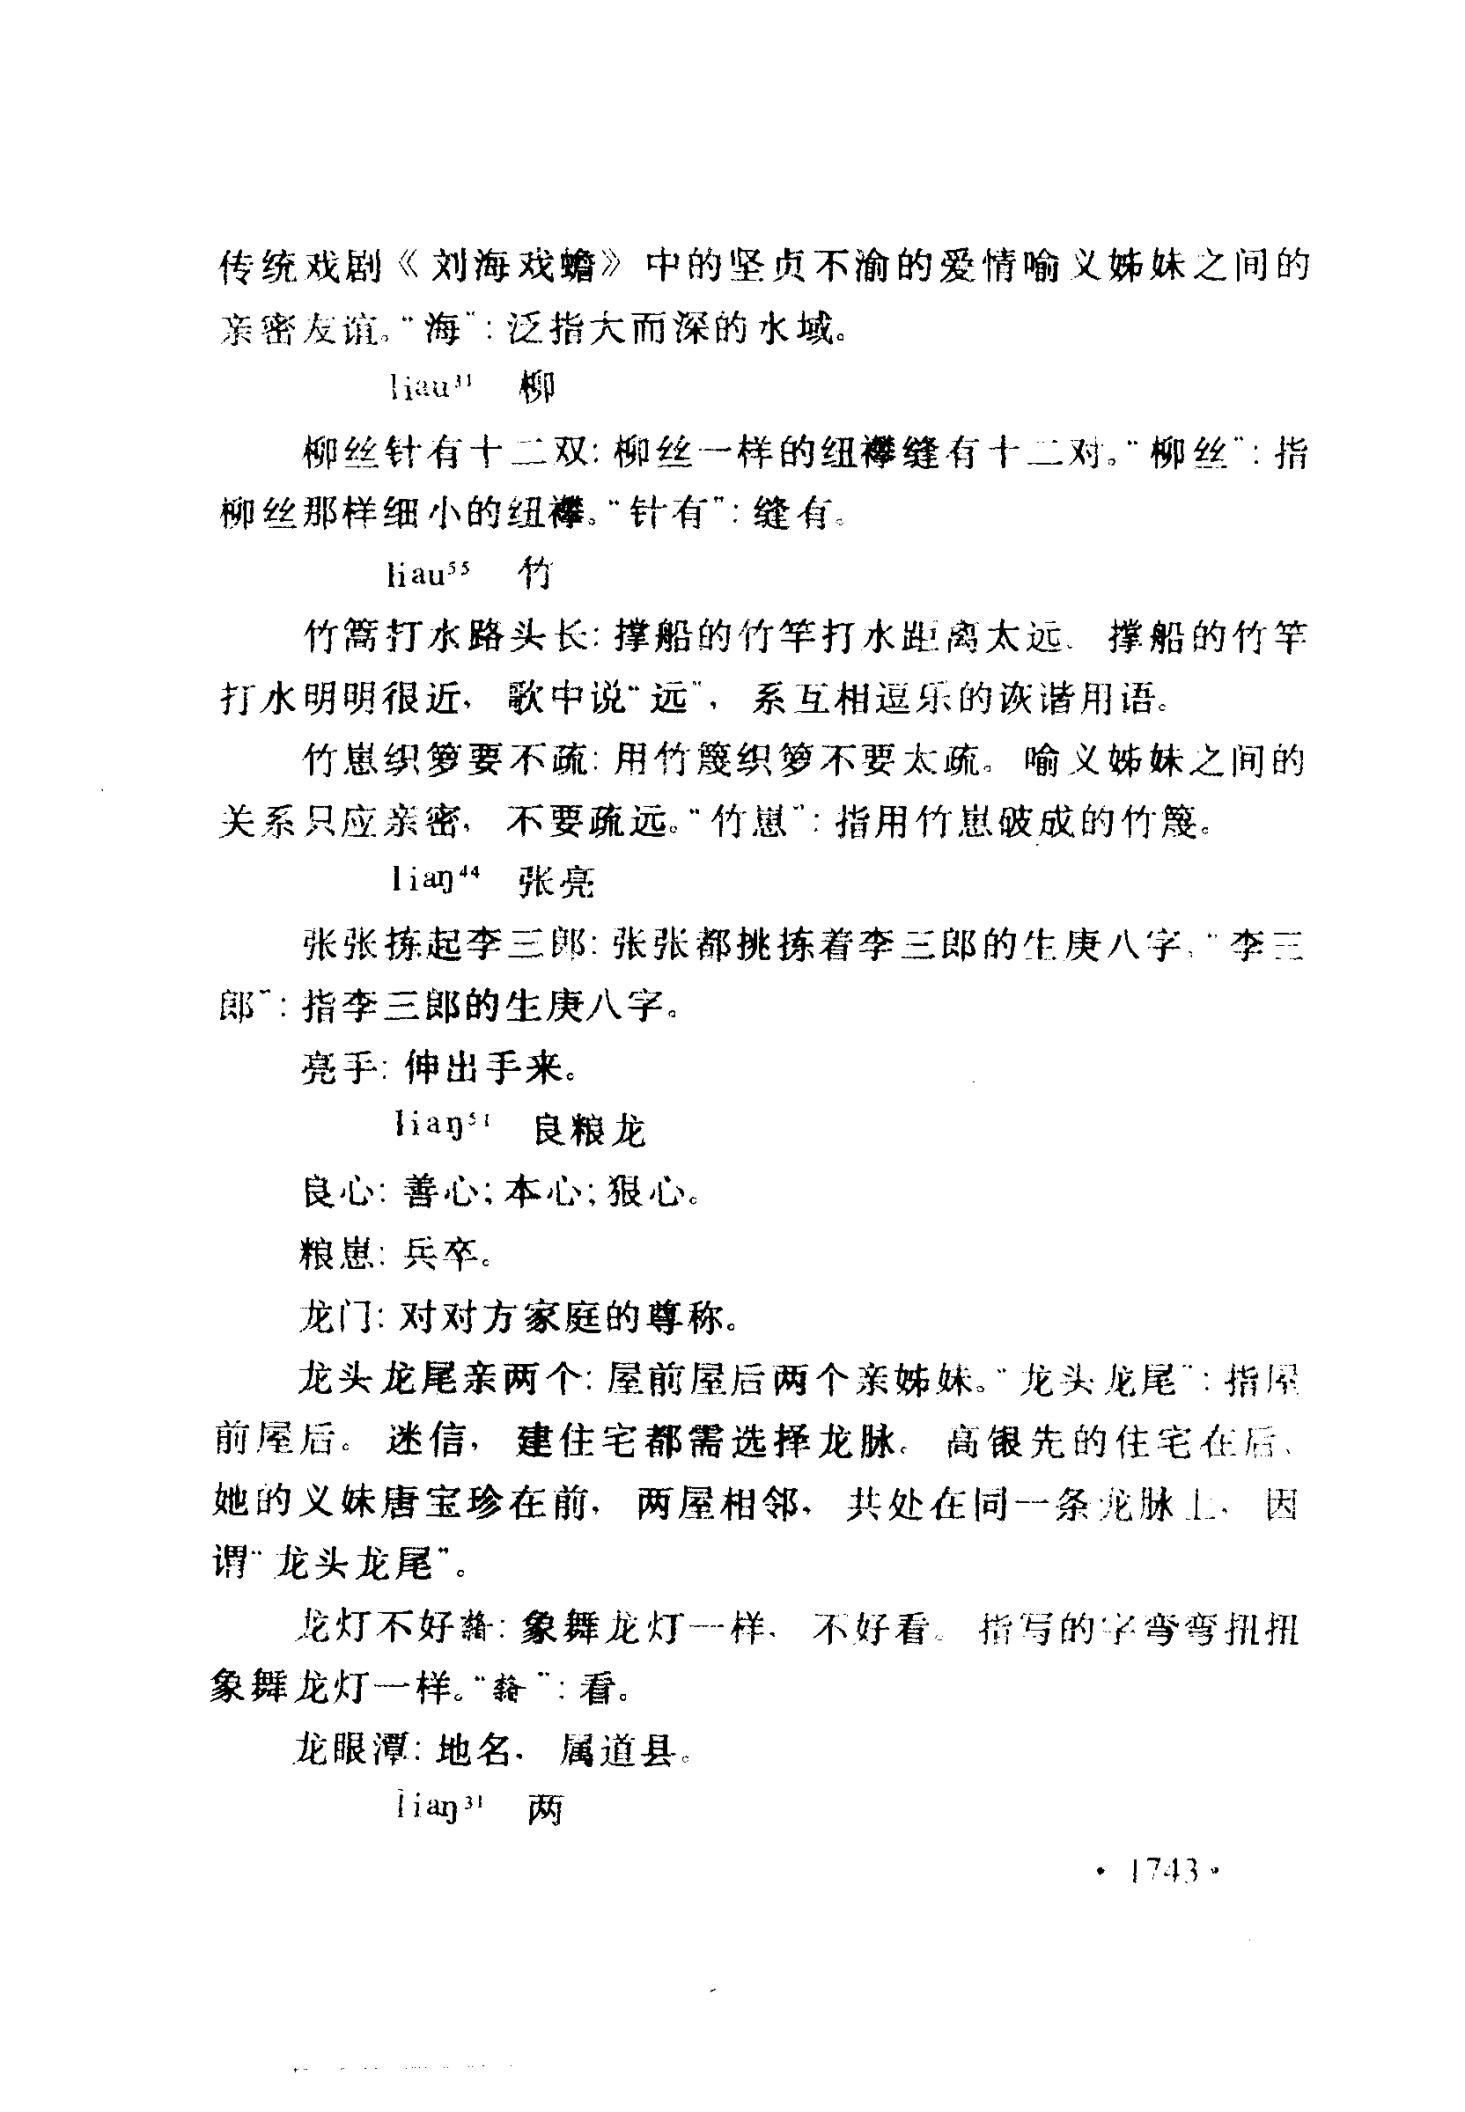 传统戏剧《刘海戏蟾》中的坚贞不渝的爱情喻义姊妹之间的
亲密友谊。“海”：泛指大而深的水域。
liau³¹ 柳
柳丝针有十二双：柳丝一样的纽襻缝有十二对。“柳丝”：指
柳丝那样细小的纽襻。“针有”：缝有。
liau⁵⁵ 竹
竹篙打水路头长：撑船的竹竿打水距离太远。撑船的竹竿
打水明明很近，歌中说“远”，系互相逗乐的诙谐用语。
竹崽织箩要不疏：用竹篾织箩不要太疏。喻义姊妹之间的
关系只应亲密，不要疏远。“竹崽”：指用竹崽破成的竹篾。
liaŋ⁴⁴ 张亮
张张拣起李三郎：张张都挑拣着李三郎的生庚八字。“李三
郎”：指李三郎的生庚八字。
亮手：伸出手来。
liaŋ⁵¹ 良粮龙
良心：善心；本心；狠心。
粮崽：兵卒。
龙门：对对方家庭的尊称。
龙头龙尾亲两个：屋前屋后两个亲姊妹。“龙头龙尾”：指屋
前屋后。迷信，建住宅都需选择龙脉。高银先的住宅在后、
她的义妹唐宝珍在前，两屋相邻，共处在同一条龙脉上，因
谓“龙头龙尾”。
龙灯不好：象舞龙灯一样，不好看。指写的字弯弯扭扭
象舞龙灯一样。“”：看。
龙眼潭：地名，属道县。
liaŋ³¹ 两
· 1743 ·